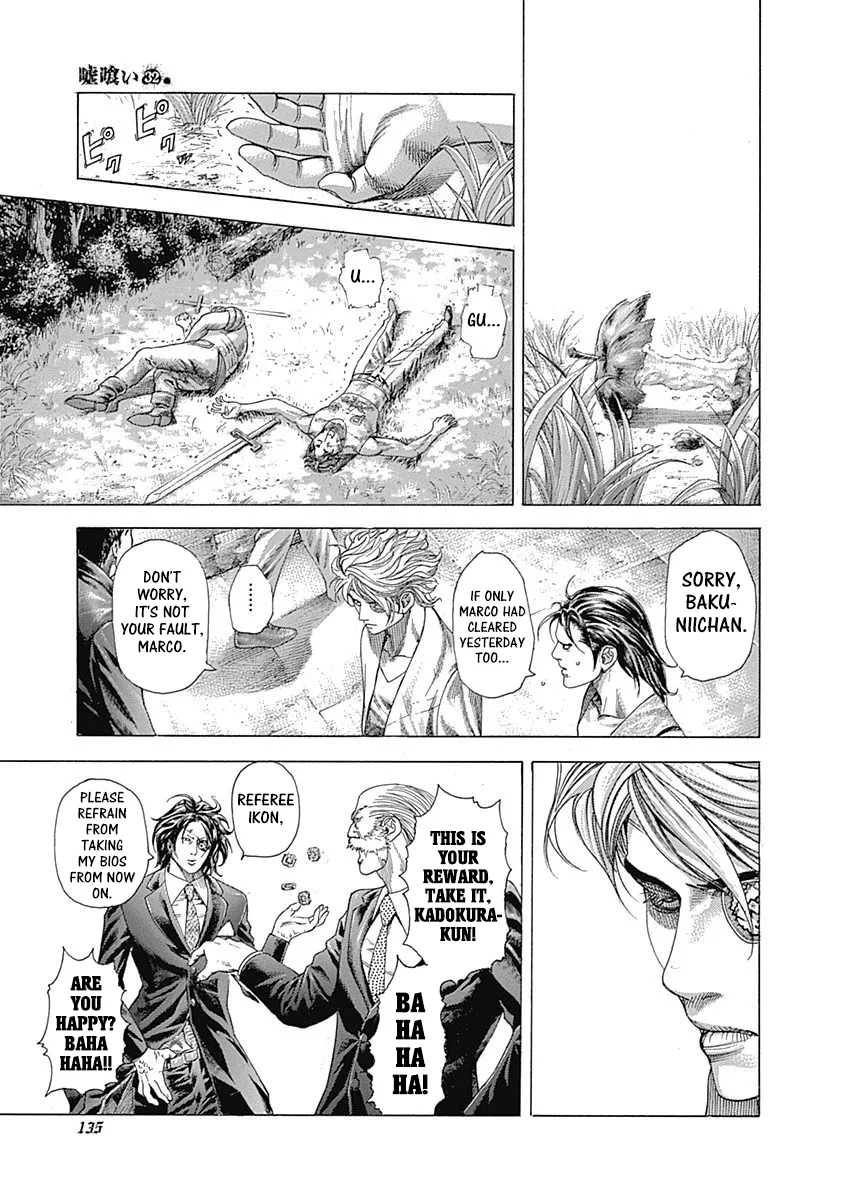 嘘喰い 32
ピク
ピク
U...
GU...
SORRY,
BAKU-
NIICHAN.
IF ONLY
MARCO HAD
CLEARED
YESTERDAY
TOO...
........
DON'T
WORRY,
IT'S NOT
YOUR FAULT,
MARCO.
THIS IS
YOUR
REWARD,
TAKE IT,
KADOKURA-
KUN!
BA
HA
HA
HA!
REFEREE
IKON,
PLEASE
REFRAIN
FROM
TAKING
MY BIOS
FROM NOW
ON.
ARE
YOU
HAPPY?
BAHA
HAHA!!
135